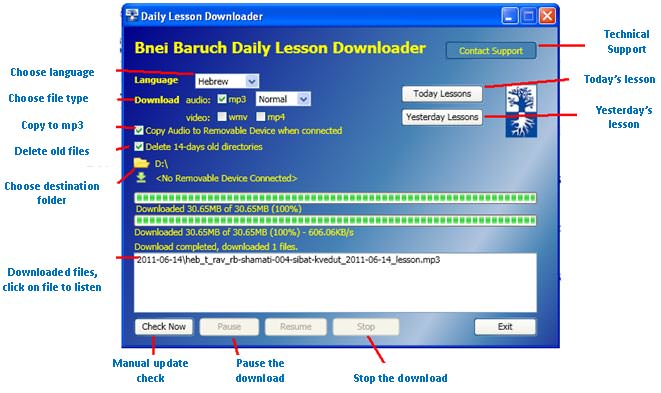 Daily Lesson Downloader
Bnei Baruch Daily Lesson Downloader
Contact Support
Technical
Support
Choose language
Language
Hebrew
Today's lesson
Choose file type
Download
audio:
mp3
Normal
Today Lessons
video:
wmv
mp4
Yesterday Lessons
Yesterday's
lesson
Copy to mp3
Copy Audio to Removable Device when connected
Delete old files
Delete 14-days old directories
Choose destination
folder
D:\
<No Removable Device Connected>
Downloaded 30.65MB of 30.65MB (100%)
Downloaded 30.65MB of 30.65MB (100%) - 606.06KB/s
Download completed, downloaded 1 files.
Downloaded files,
click on file to listen
2011-06-14\heb_t_rav_rb-shamati-004-sibat-kvedut_2011-06-14_lesson.mp3
Check Now
Pause
Resume
Stop
Exit
Manual update
check
Pause the
download
Stop the download